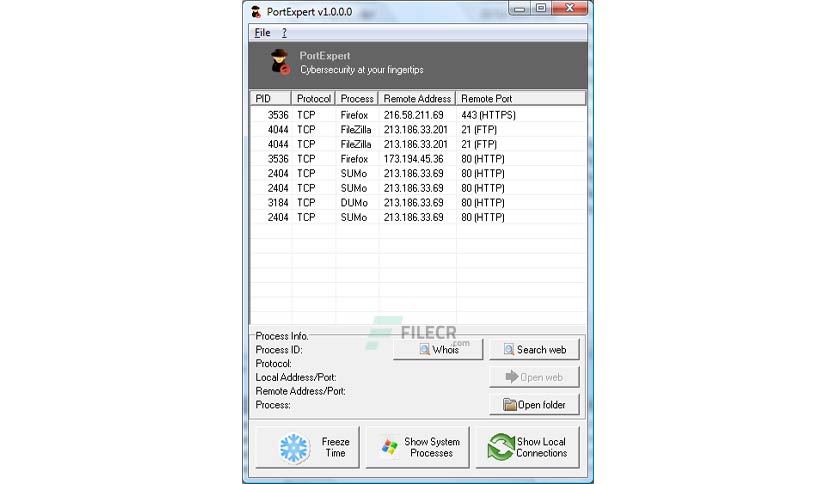 PortExpert v1.0.0.0
File ?
PortExpert
Cybersecurity at your fingertips
PID Protocol Process Remote Address Remote Port
3536 TCP Firefox 216.58.211.69 443 (HTTPS)
4044 TCP FileZilla 213.186.33.201 21 (FTP)
4044 TCP FileZilla 213.186.33.201 21 (FTP)
3536 TCP Firefox 173.194.45.36 80 (HTTP)
2404 TCP SUMo 213.186.33.69 80 (HTTP)
2404 TCP SUMo 213.186.33.69 80 (HTTP)
3184 TCP DUMo 213.186.33.69 80 (HTTP)
2404 TCP SUMo 213.186.33.69 80 (HTTP)
FILECR
.com
Process Info.
Process ID:
Whois Search web
Protocol:
Local Address/Port:
Open web
Remote Address/Port:
Process:
Open folder
Freeze Time
Show System Processes
Show Local Connections